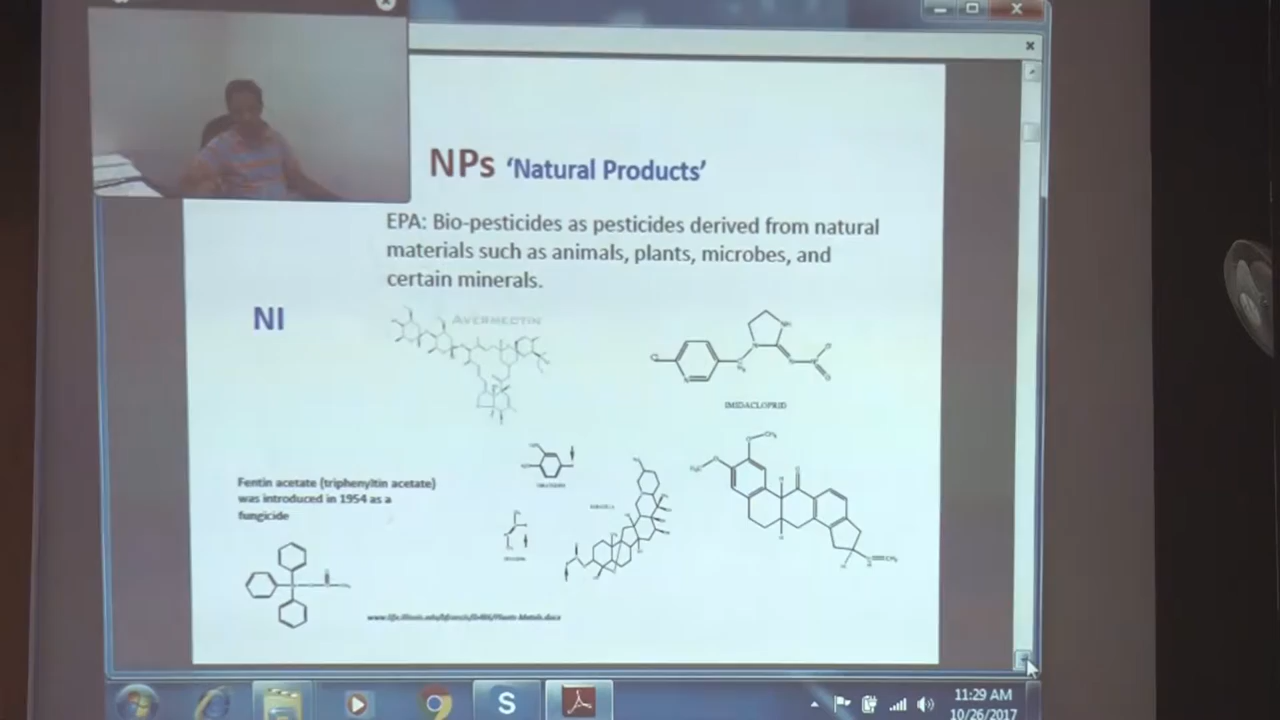 NPs 'Natural Products'
EPA: Bio-pesticides as pesticides derived from natural
materials such as animals, plants, microbes, and
certain minerals.
NI
AVERMECTIN
IMIDACLOPRID
Fentin acetate (triphenyltin acetate)
was introduced in 1954 as a
fungicide
S
11:29 AM
10/26/2017